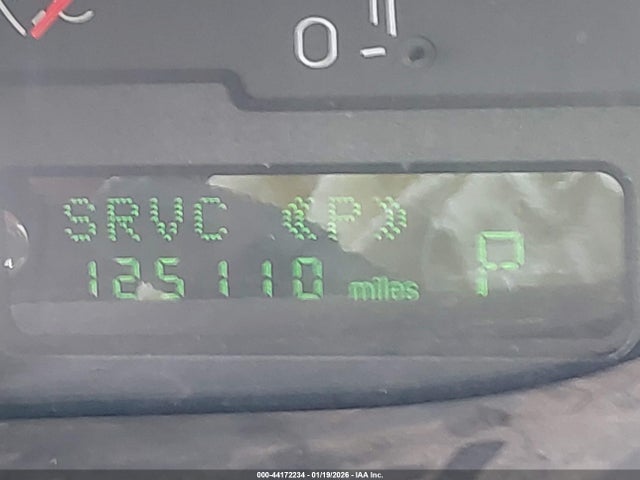 0
SRVC ((P))
125110 miles P
000-44172234 - 01/19/2026 - IAA Inc.